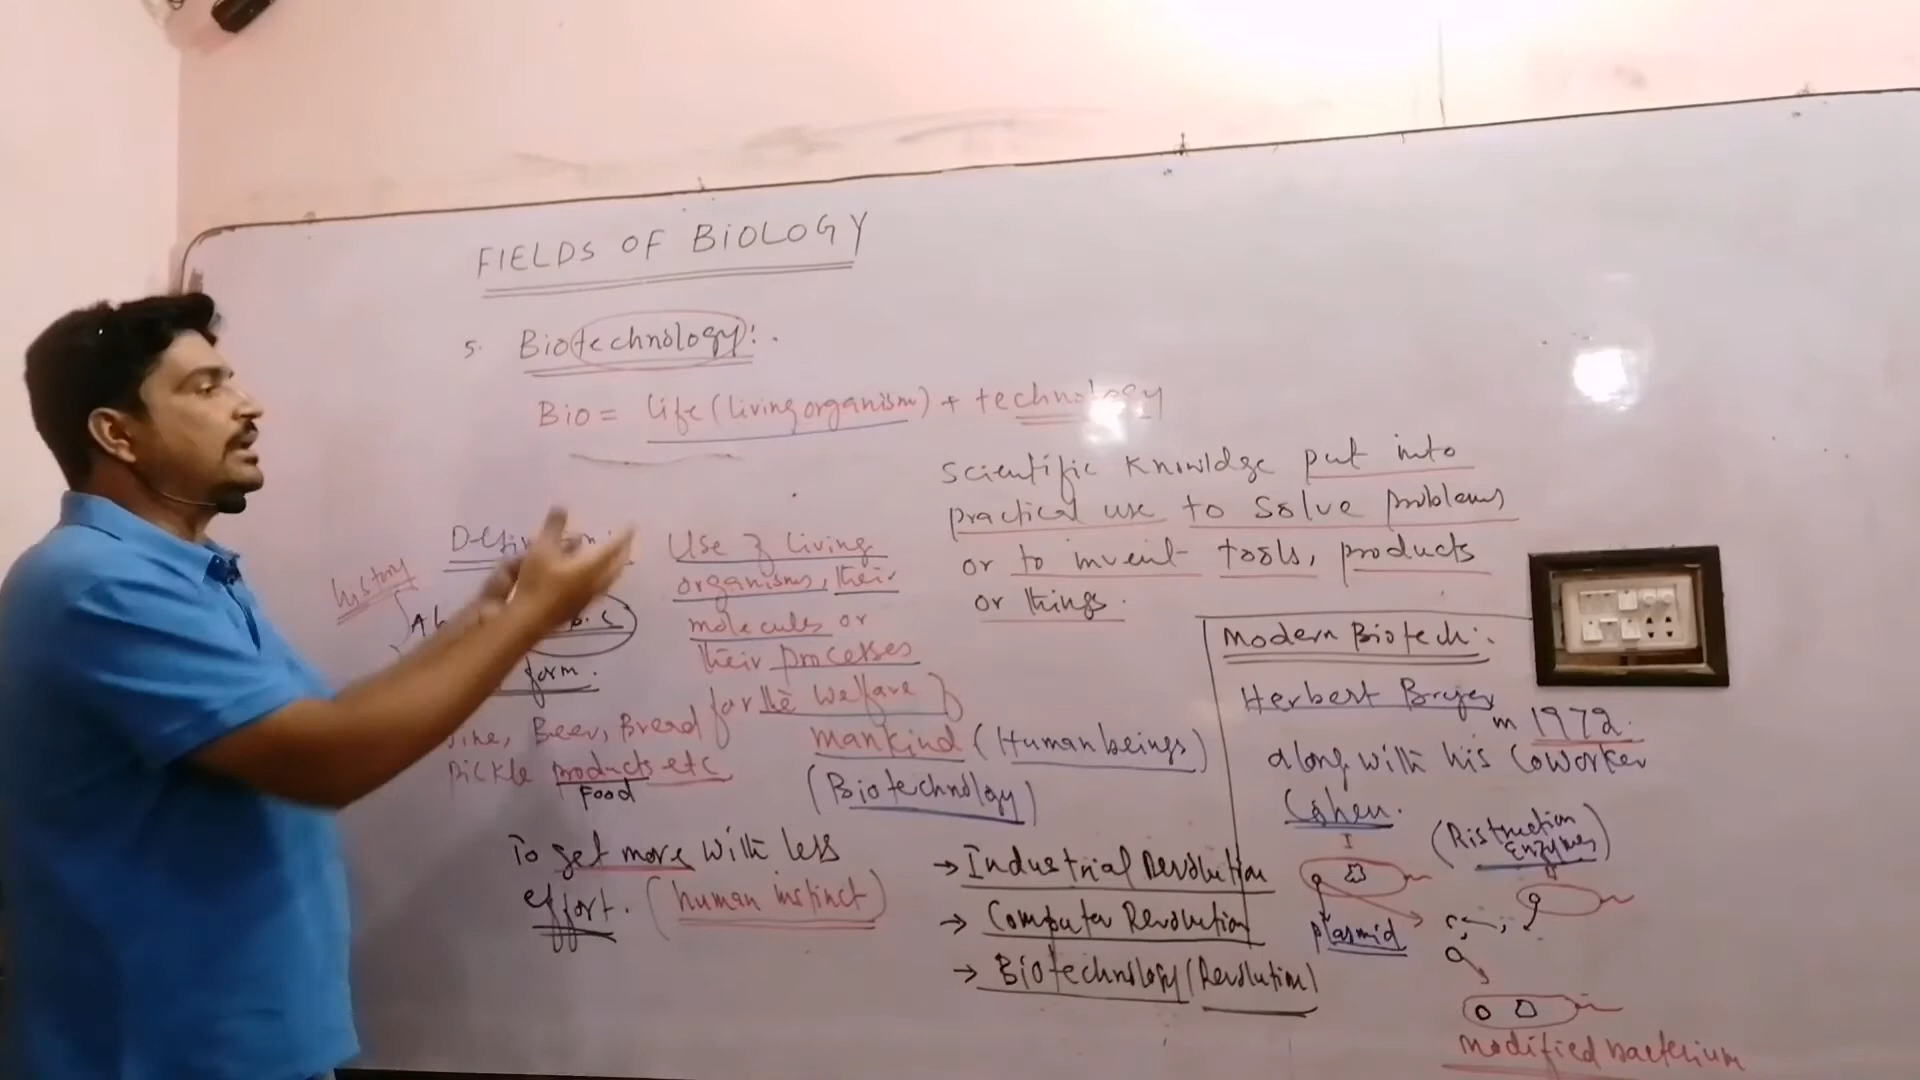 FIELDS OF BIOLOGY
5. Biotechnology:.
Bio = life (living organism) + technology
Scientific Knowldge put into
practical use to Solve problems
or to invent tools, products
or things.
Use of living
organisms, their
molecules or
their processes
for the welfare of
mankind (Human beings)
(Biotechnology)
history
form.
Beer, Bread
Pickle products etc
Food
To get more with less
effort. (human instinct)
→ Industrial Revolution
→ Computer Revolution
→ Biotechnology (Revolution)
Modern Biotech:.
Herbert Boyer in 1972.
along with his Coworker
Cohen.
(Ristruction
Enzymes)
plasmid
modified bacterium